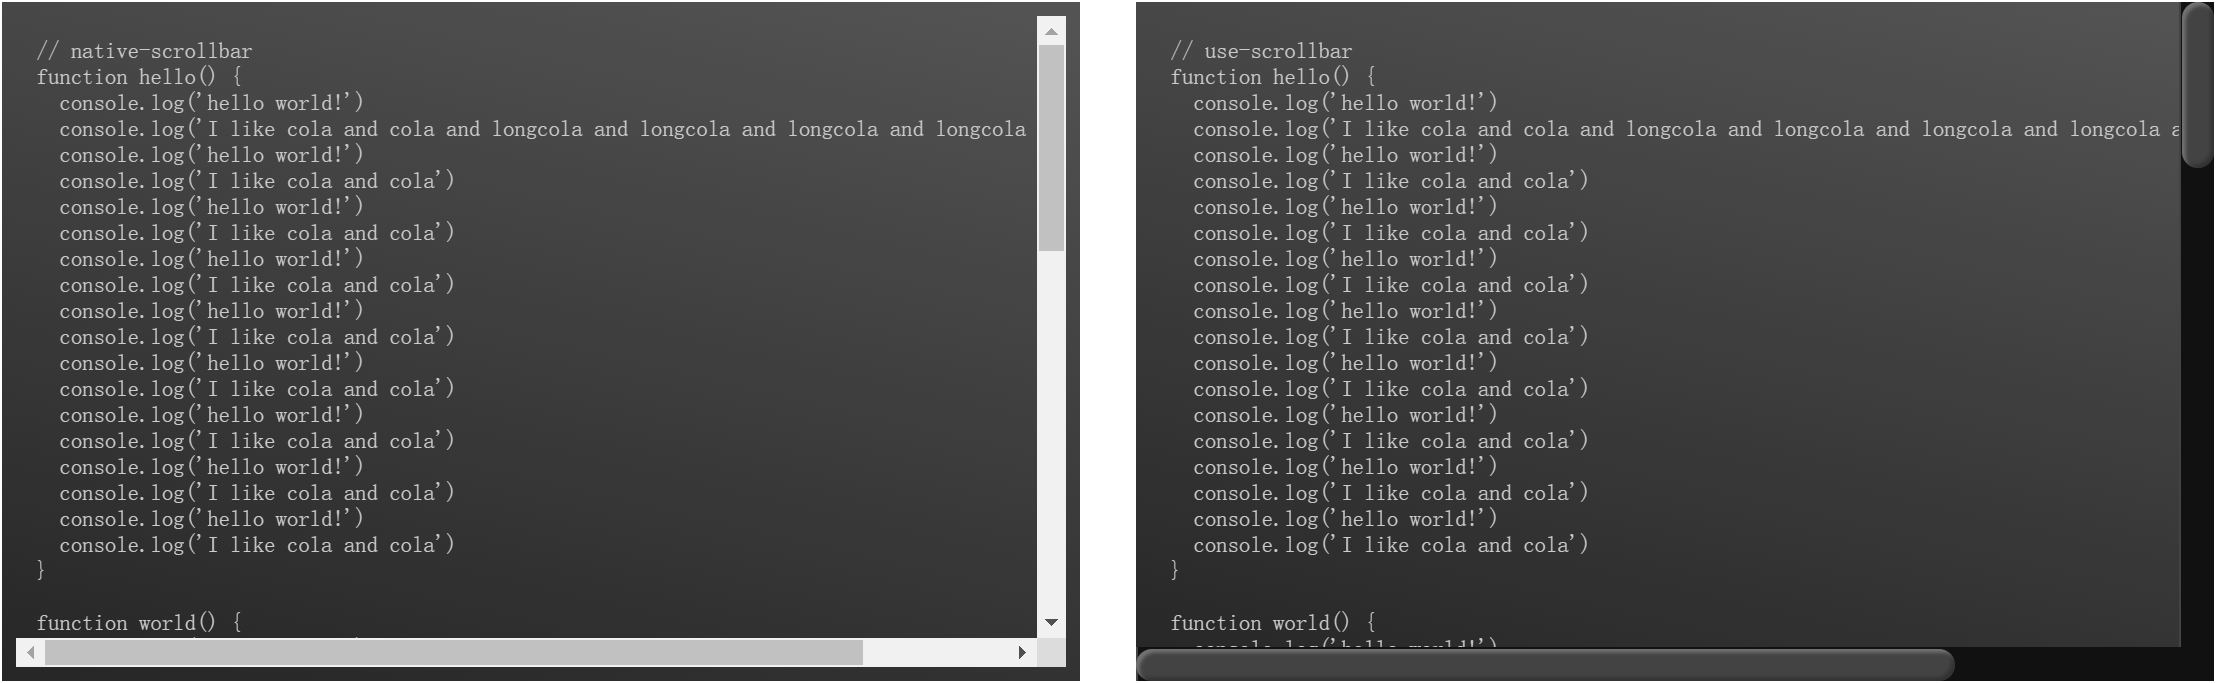 // native-scrollbar
function hello() {
  console.log('hello world!')
  console.log('I like cola and cola and longcola and longcola and longcola and longcola
  console.log('hello world!')
  console.log('I like cola and cola')
  console.log('hello world!')
  console.log('I like cola and cola')
  console.log('hello world!')
  console.log('I like cola and cola')
  console.log('hello world!')
  console.log('I like cola and cola')
  console.log('hello world!')
  console.log('I like cola and cola')
  console.log('hello world!')
  console.log('I like cola and cola')
  console.log('hello world!')
  console.log('I like cola and cola')
  console.log('hello world!')
  console.log('I like cola and cola')
}
function world() {
// use-scrollbar
function hello() {
  console.log('hello world!')
  console.log('I like cola and cola and longcola and longcola and longcola and longcola a
  console.log('hello world!')
  console.log('I like cola and cola')
  console.log('hello world!')
  console.log('I like cola and cola')
  console.log('hello world!')
  console.log('I like cola and cola')
  console.log('hello world!')
  console.log('I like cola and cola')
  console.log('hello world!')
  console.log('I like cola and cola')
  console.log('hello world!')
  console.log('I like cola and cola')
  console.log('hello world!')
  console.log('I like cola and cola')
  console.log('hello world!')
  console.log('I like cola and cola')
}
function world() {
  console.log('hello world!')